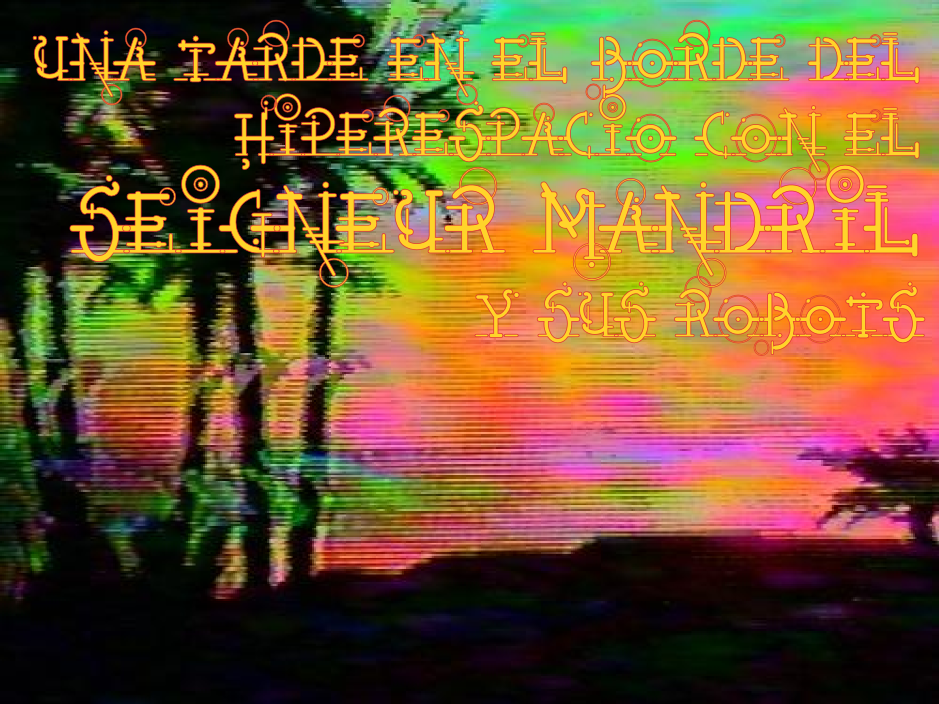 UNA TARDE EN EL BORDE DEL
HIPERESPACIO CON EL
SEIGNEUR MANDRIL
Y SUS ROBOTS